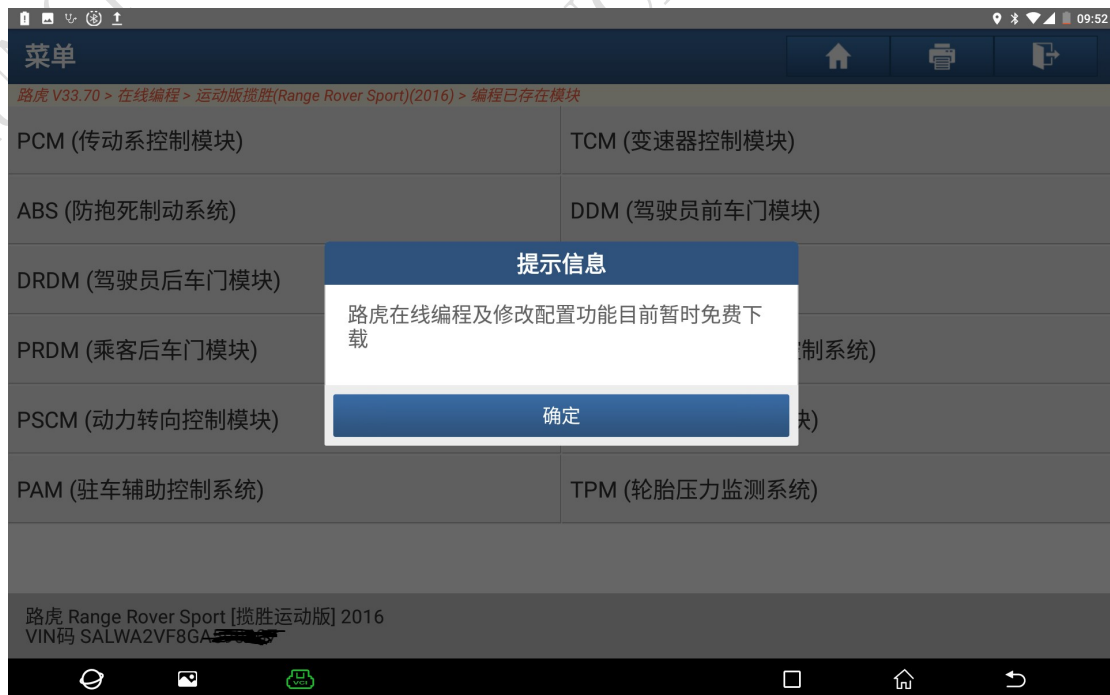 09:52
菜单
路虎 V33.70 > 在线编程 > 运动版揽胜(Range Rover Sport)(2016) > 编程已存在模块
PCM (传动系控制模块)
TCM (变速器控制模块)
ABS (防抱死制动系统)
DDM (驾驶员前车门模块)
DRDM (驾驶员后车门模块)
提示信息
路虎在线编程及修改配置功能目前暂时免费下
载
PRDM (乘客后车门模块)
制系统)
确定
PSCM (动力转向控制模块)
PAM (驻车辅助控制系统)
TPM (轮胎压力监测系统)
路虎 Range Rover Sport [揽胜运动版] 2016
VIN码 SALWA2VF8GA
VCI